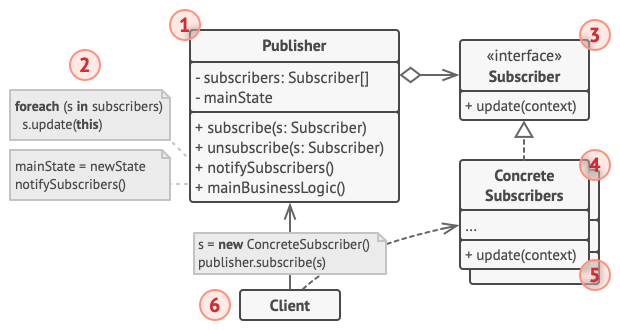 1
Publisher
- subscribers: Subscriber[]
- mainState
+ subscribe(s: Subscriber)
+ unsubscribe(s: Subscriber)
+ notifySubscribers()
+ mainBusinessLogic()
2
foreach (s in subscribers)
s.update(this)
mainState = newState
notifySubscribers()
3
«interface»
Subscriber
+ update(context)
4
Concrete
Subscribers
...
+ update(context)
5
s = new ConcreteSubscriber()
publisher.subscribe(s)
6
Client